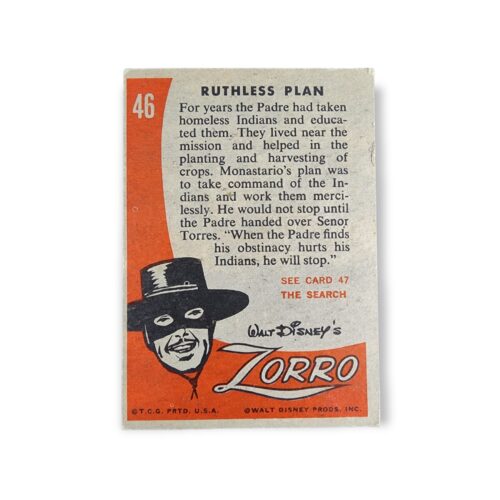 46
RUTHLESS PLAN
For years the Padre had taken
homeless Indians and educa-
ted them. They lived near the
mission and helped in the
planting and harvesting of
crops. Monastario's plan was
to take command of the In-
dians and work them merci-
lessly. He would not stop until
the Padre handed over Senor
Torres. “When the Padre finds
his obstinacy hurts his
Indians, he will stop.”
SEE CARD 47
THE SEARCH
WALT DISNEY'S
ZORRO
©T.C.G. PRTD. U.S.A.
©WALT DISNEY PRODS. INC.